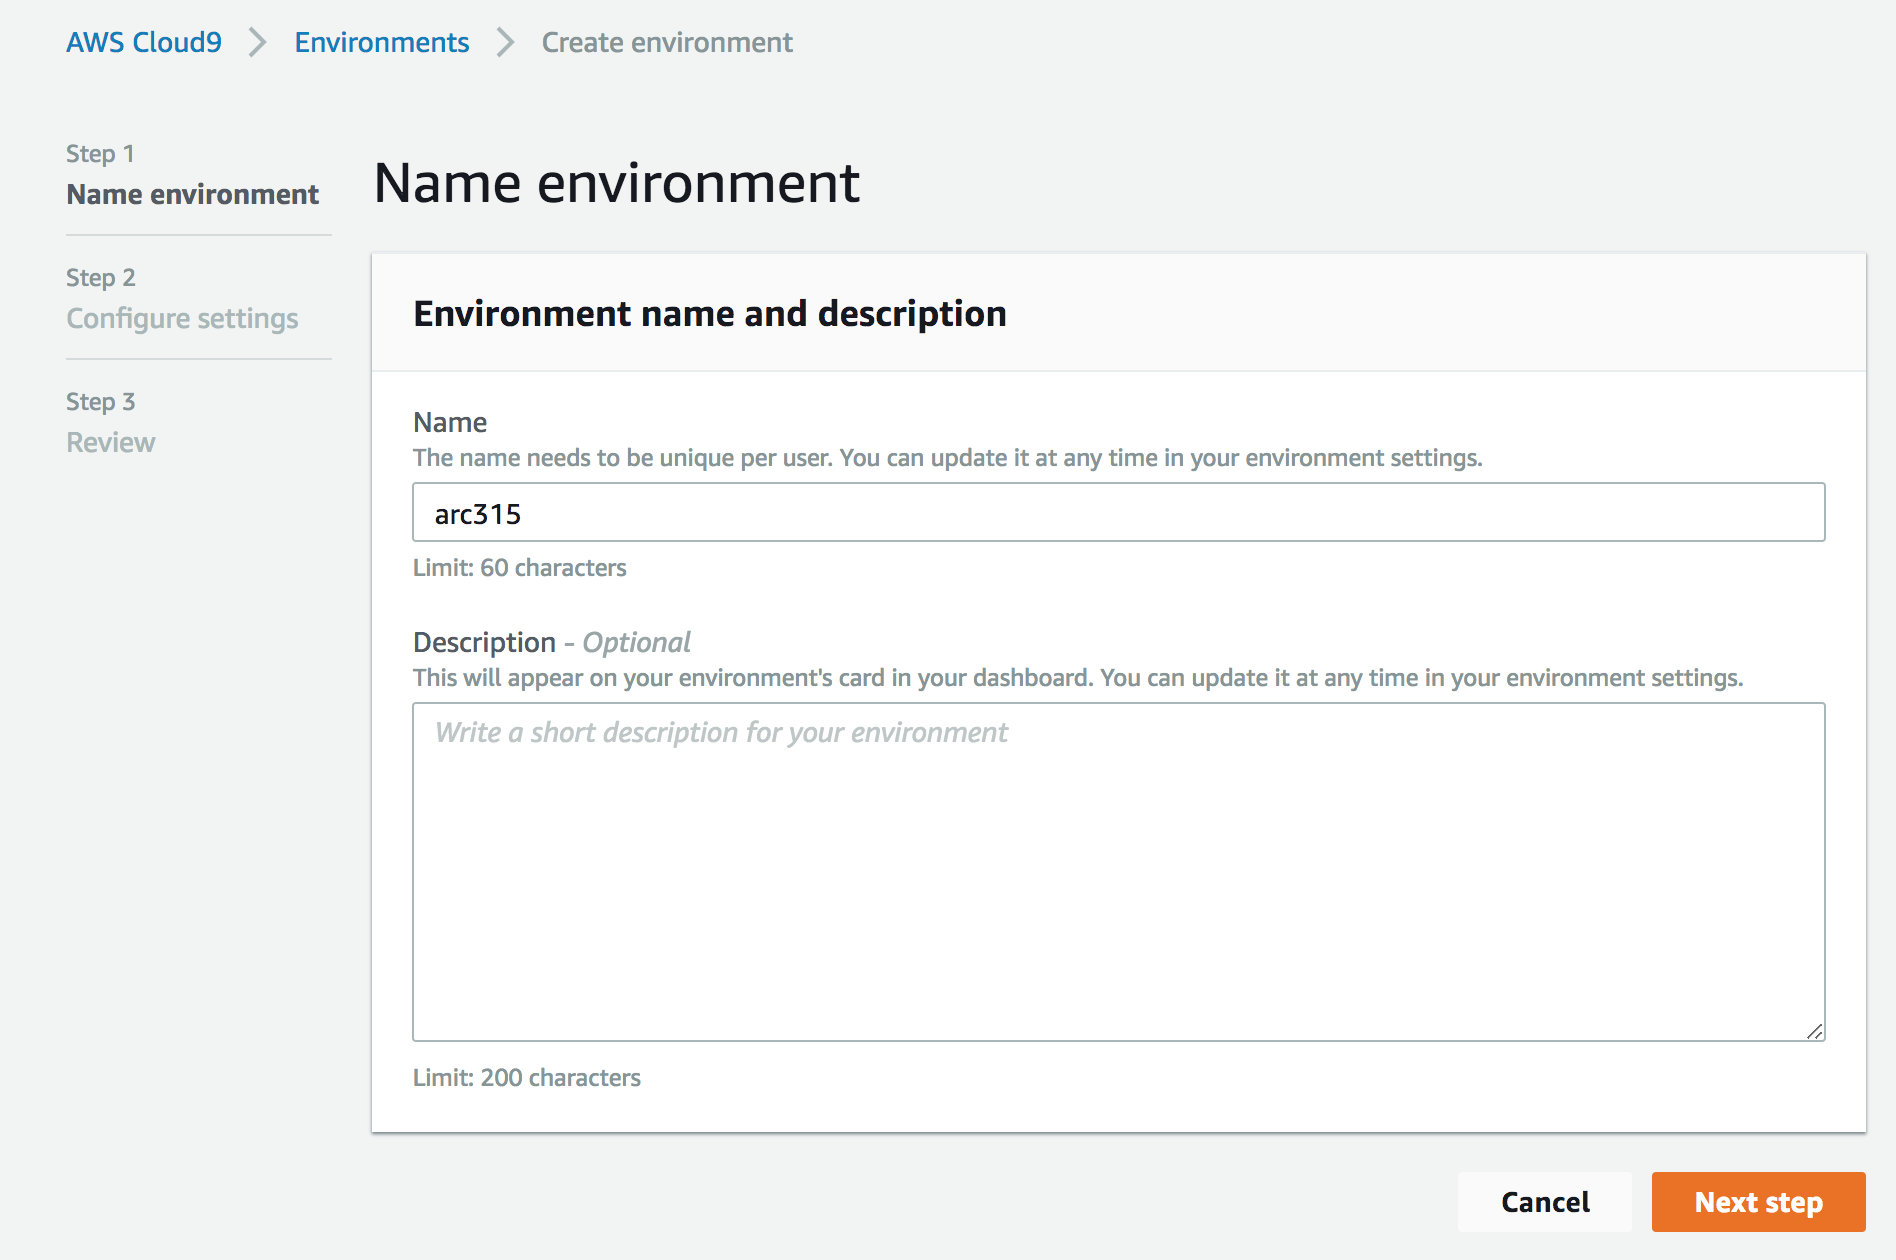 AWS Cloud9 > Environments > Create environment
Step 1
Name environment
Step 2
Configure settings
Step 3
Review
Name environment
Environment name and description
Name
The name needs to be unique per user. You can update it at any time in your environment settings.
arc315
Limit: 60 characters
Description - Optional
This will appear on your environment's card in your dashboard. You can update it at any time in your environment settings.
Write a short description for your environment
Limit: 200 characters
Cancel
Next step